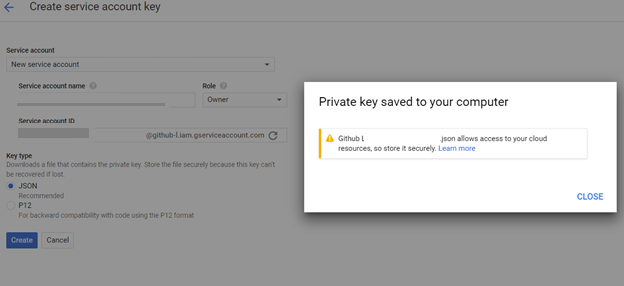 Create service account key
Service account
New service account
Service account name
Role
Owner
Service account ID
@github-l.iam.gserviceaccount.com
Key type
Downloads a file that contains the private key. Store the file securely because this key can't
be recovered if lost.
JSON
Recommended
P12
For backward compatibility with code using the P12 format
Create Cancel
Private key saved to your computer
Github .json allows access to your cloud
resources, so store it securely. Learn more
CLOSE